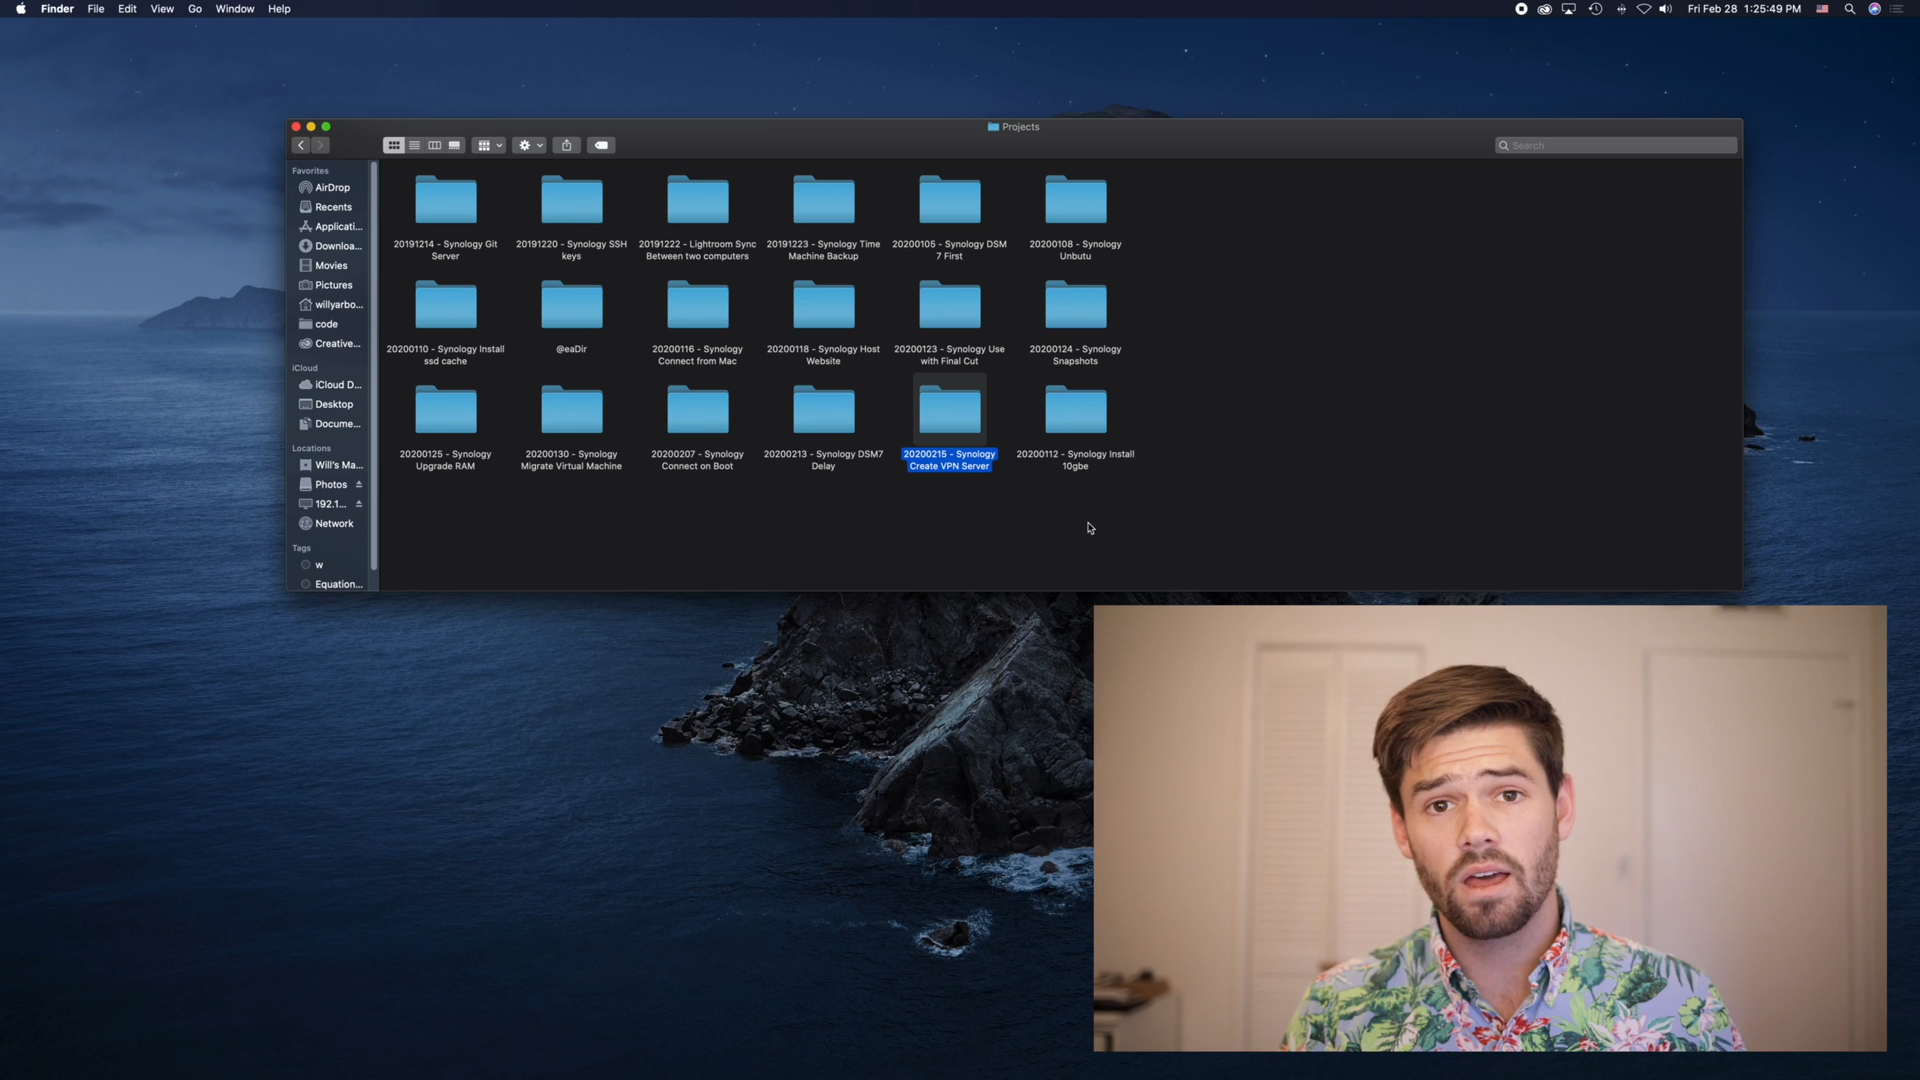 Finder File Edit View Go Window Help
Fri Feb 28 1:25:49 PM
Projects
Search
Favorites
AirDrop
Recents
Applicati...
Downloa...
Movies
Pictures
willyarbo...
code
Creative...
iCloud
iCloud D...
Desktop
Docume...
Locations
Will's Ma...
Photos
192.1...
Network
Tags
w
Equation...
20191214 - Synology Git
Server
20191220 - Synology SSH
keys
20191222 - Lightroom Sync
Between two computers
20191223 - Synology Time
Machine Backup
20200105 - Synology DSM
7 First
20200108 - Synology
Unbutu
20200110 - Synology Install
ssd cache
@eaDir
20200116 - Synology
Connect from Mac
20200118 - Synology Host
Website
20200123 - Synology Use
with Final Cut
20200124 - Synology
Snapshots
20200125 - Synology
Upgrade RAM
20200130 - Synology
Migrate Virtual Machine
20200207 - Synology
Connect on Boot
20200213 - Synology DSM7
Delay
20200215 - Synology
Create VPN Server
20200112 - Synology Install
10gbe